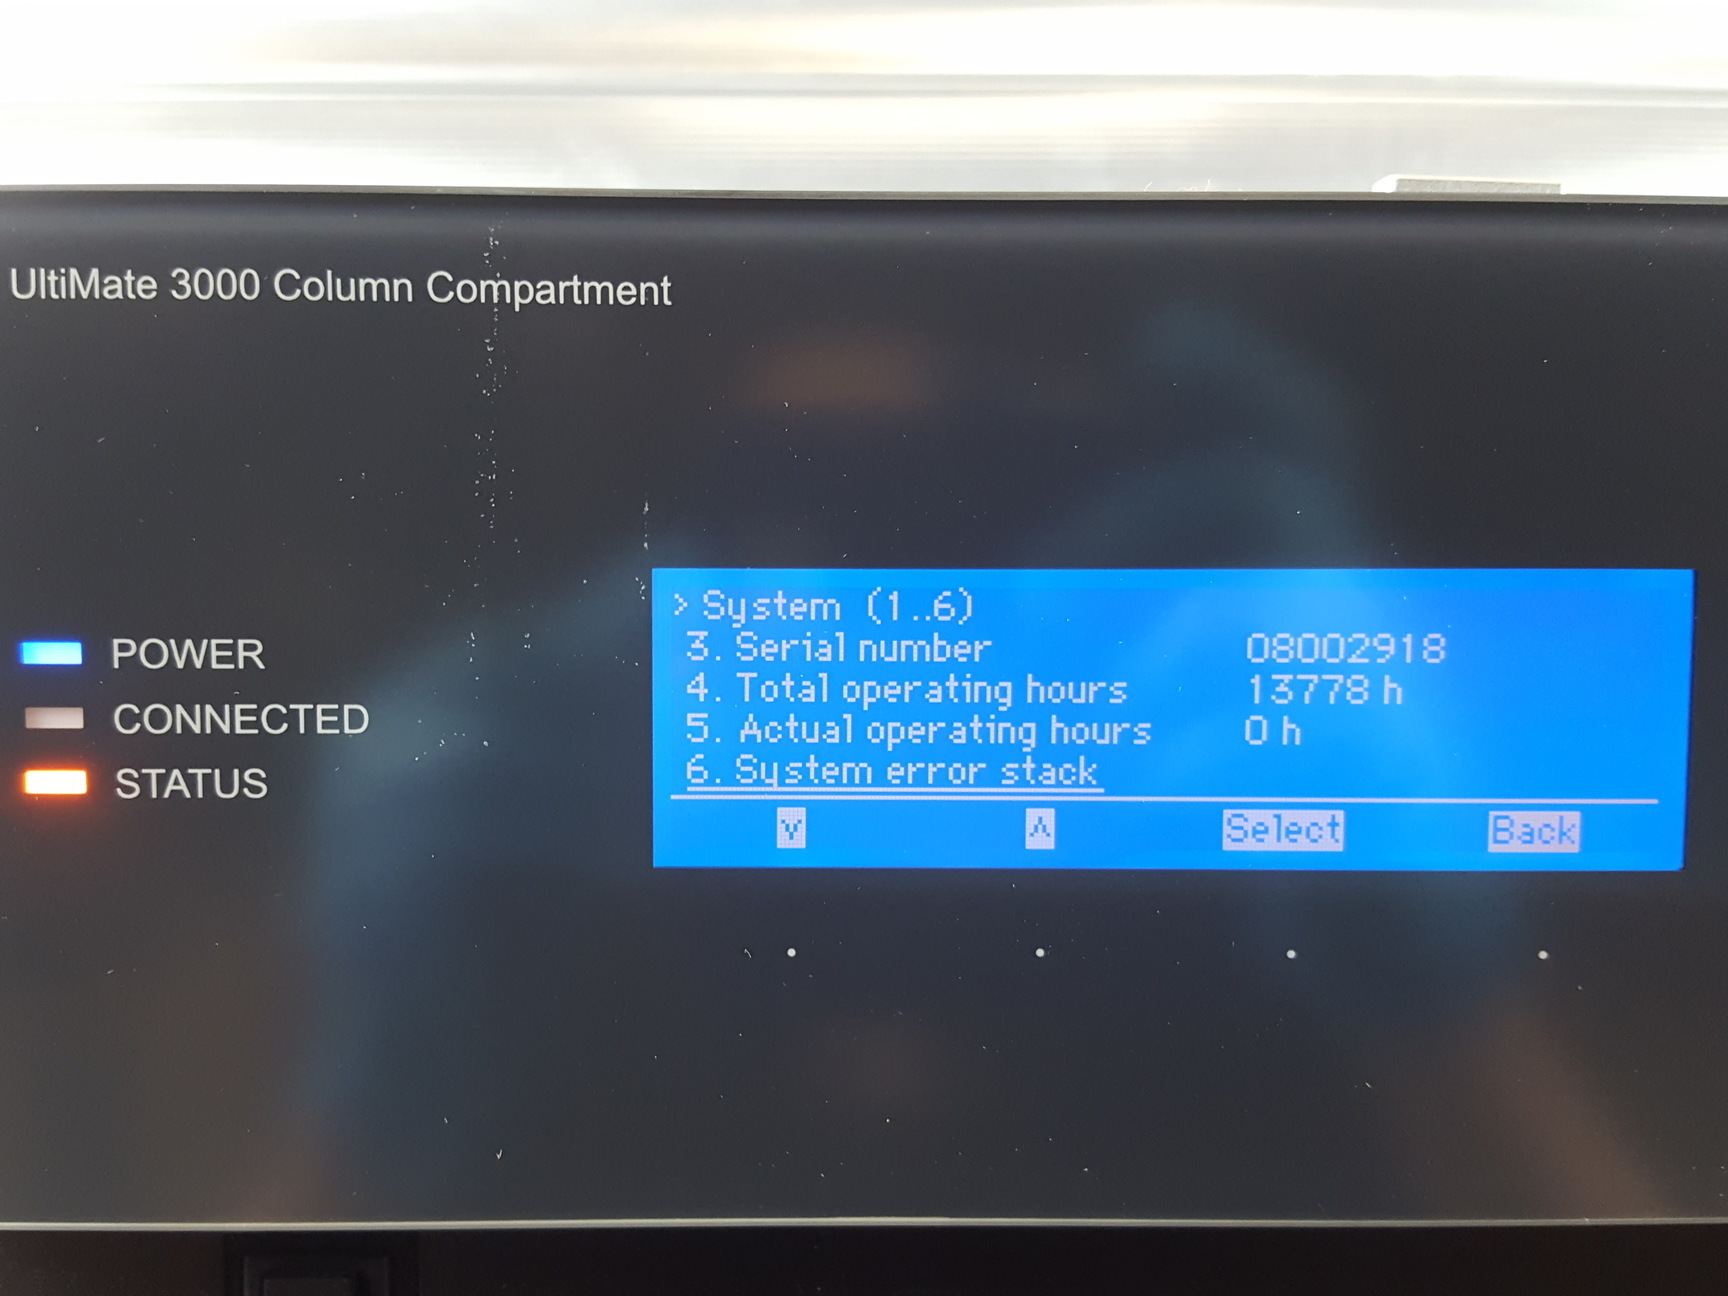 UltiMate 3000 Column Compartment
POWER
CONNECTED
STATUS
> System (1..6)
3. Serial number 08002918
4. Total operating hours 13778 h
5. Actual operating hours 0 h
6. System error stack
v ʌ Select Back